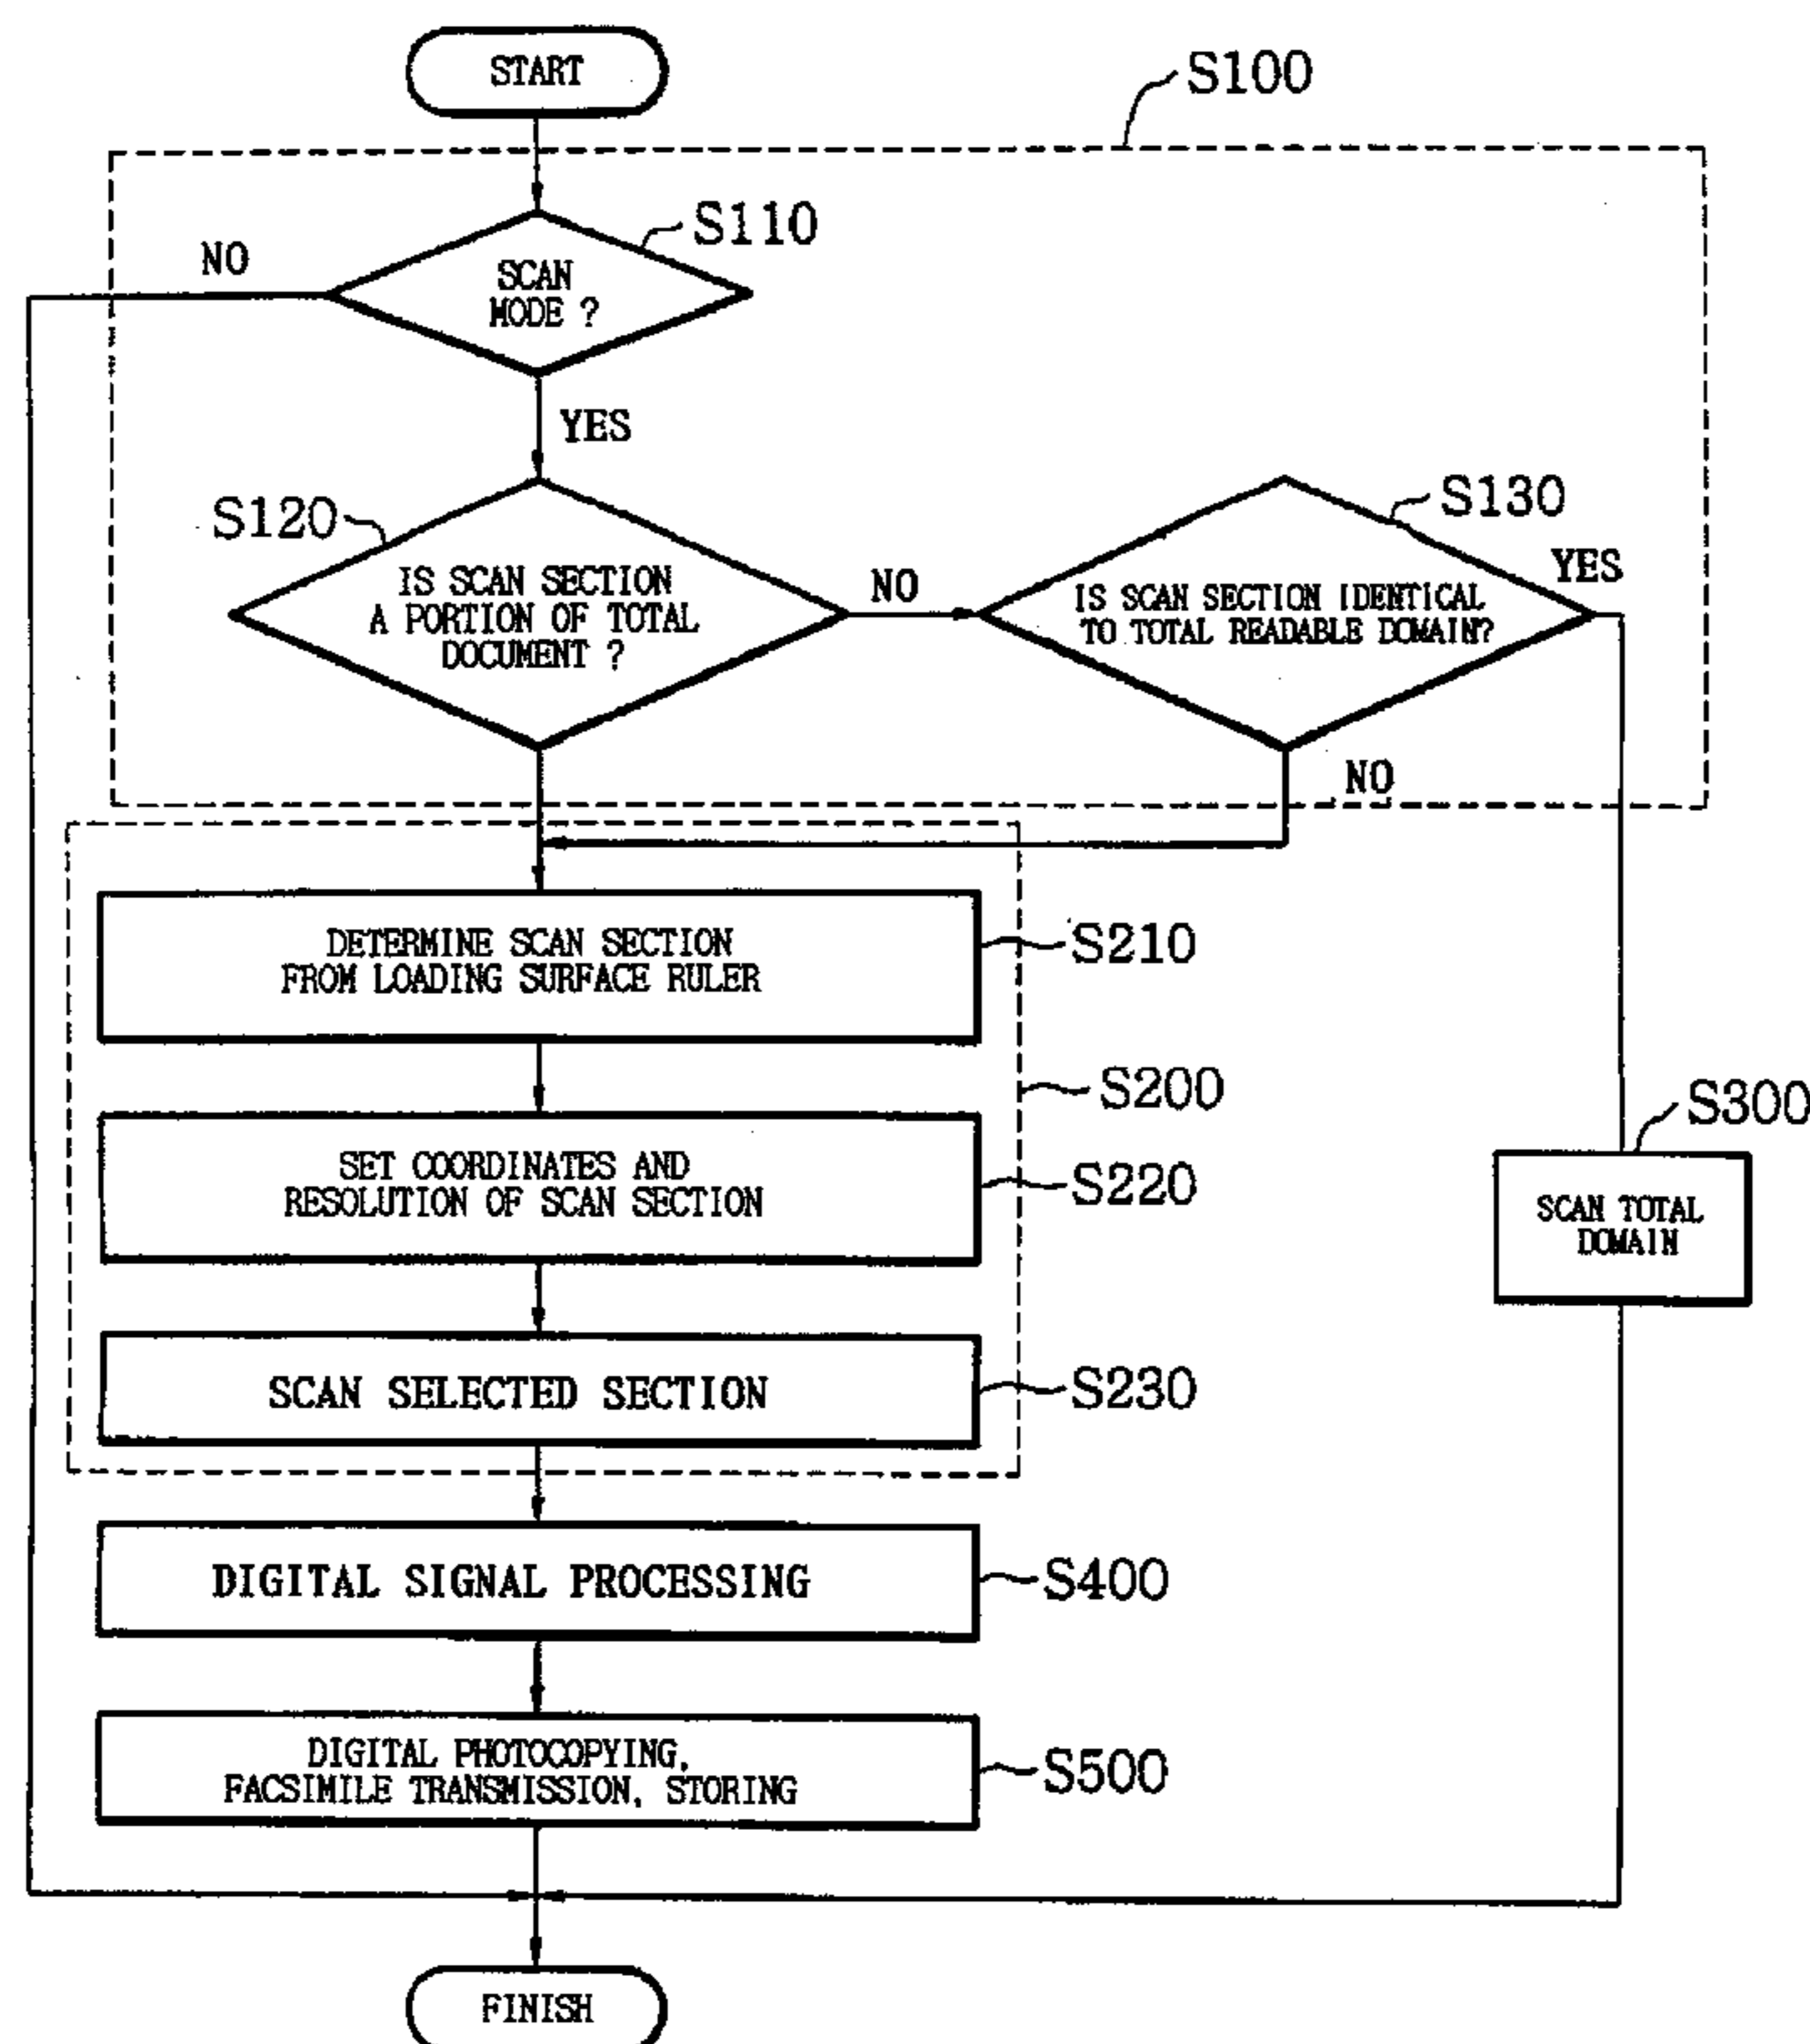 START
S100
S110
NO
SCAN
MODE ?
YES
S120
IS SCAN SECTION
A PORTION OF TOTAL
DOCUMENT ?
NO
S130
YES
IS SCAN SECTION IDENTICAL
TO TOTAL READABLE DOMAIN?
NO
DETERMINE SCAN SECTION
FROM LOADING SURFACE RULER
S210
S200
SET COORDINATES AND
RESOLUTION OF SCAN SECTION
S220
S300
SCAN TOTAL
DOMAIN
SCAN SELECTED SECTION
S230
DIGITAL SIGNAL PROCESSING
S400
DIGITAL PHOTOCOPYING,
FACSIMILE TRANSMISSION, STORING
S500
FINISH